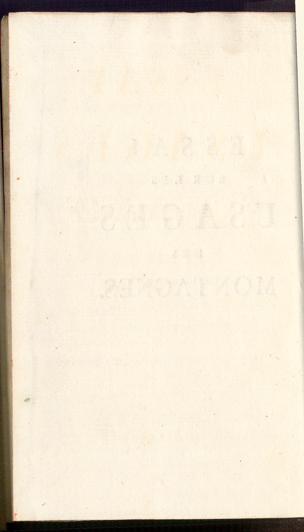 ESSAI
SUR LES
USAGES
DES
MONTAGNES.